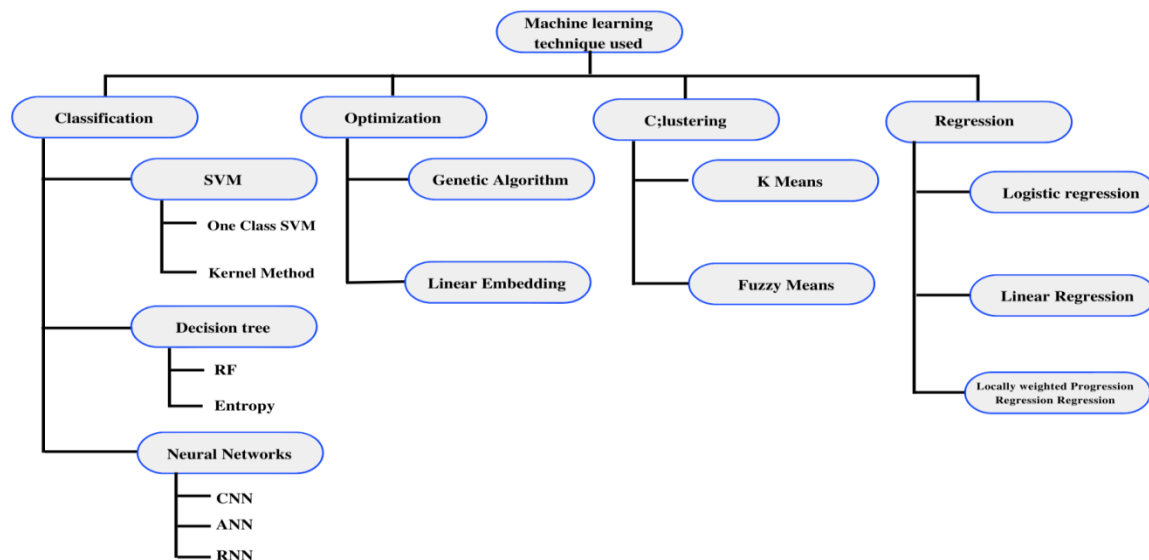 Machine learning
technique used
Classification
Optimization
C;lustering
Regression
SVM
One Class SVM
Kernel Method
Decision tree
RF
Entropy
Neural Networks
CNN
ANN
RNN
Genetic Algorithm
Linear Embedding
K Means
Fuzzy Means
Logistic regression
Linear Regression
Locally weighted Progression
Regression Regression